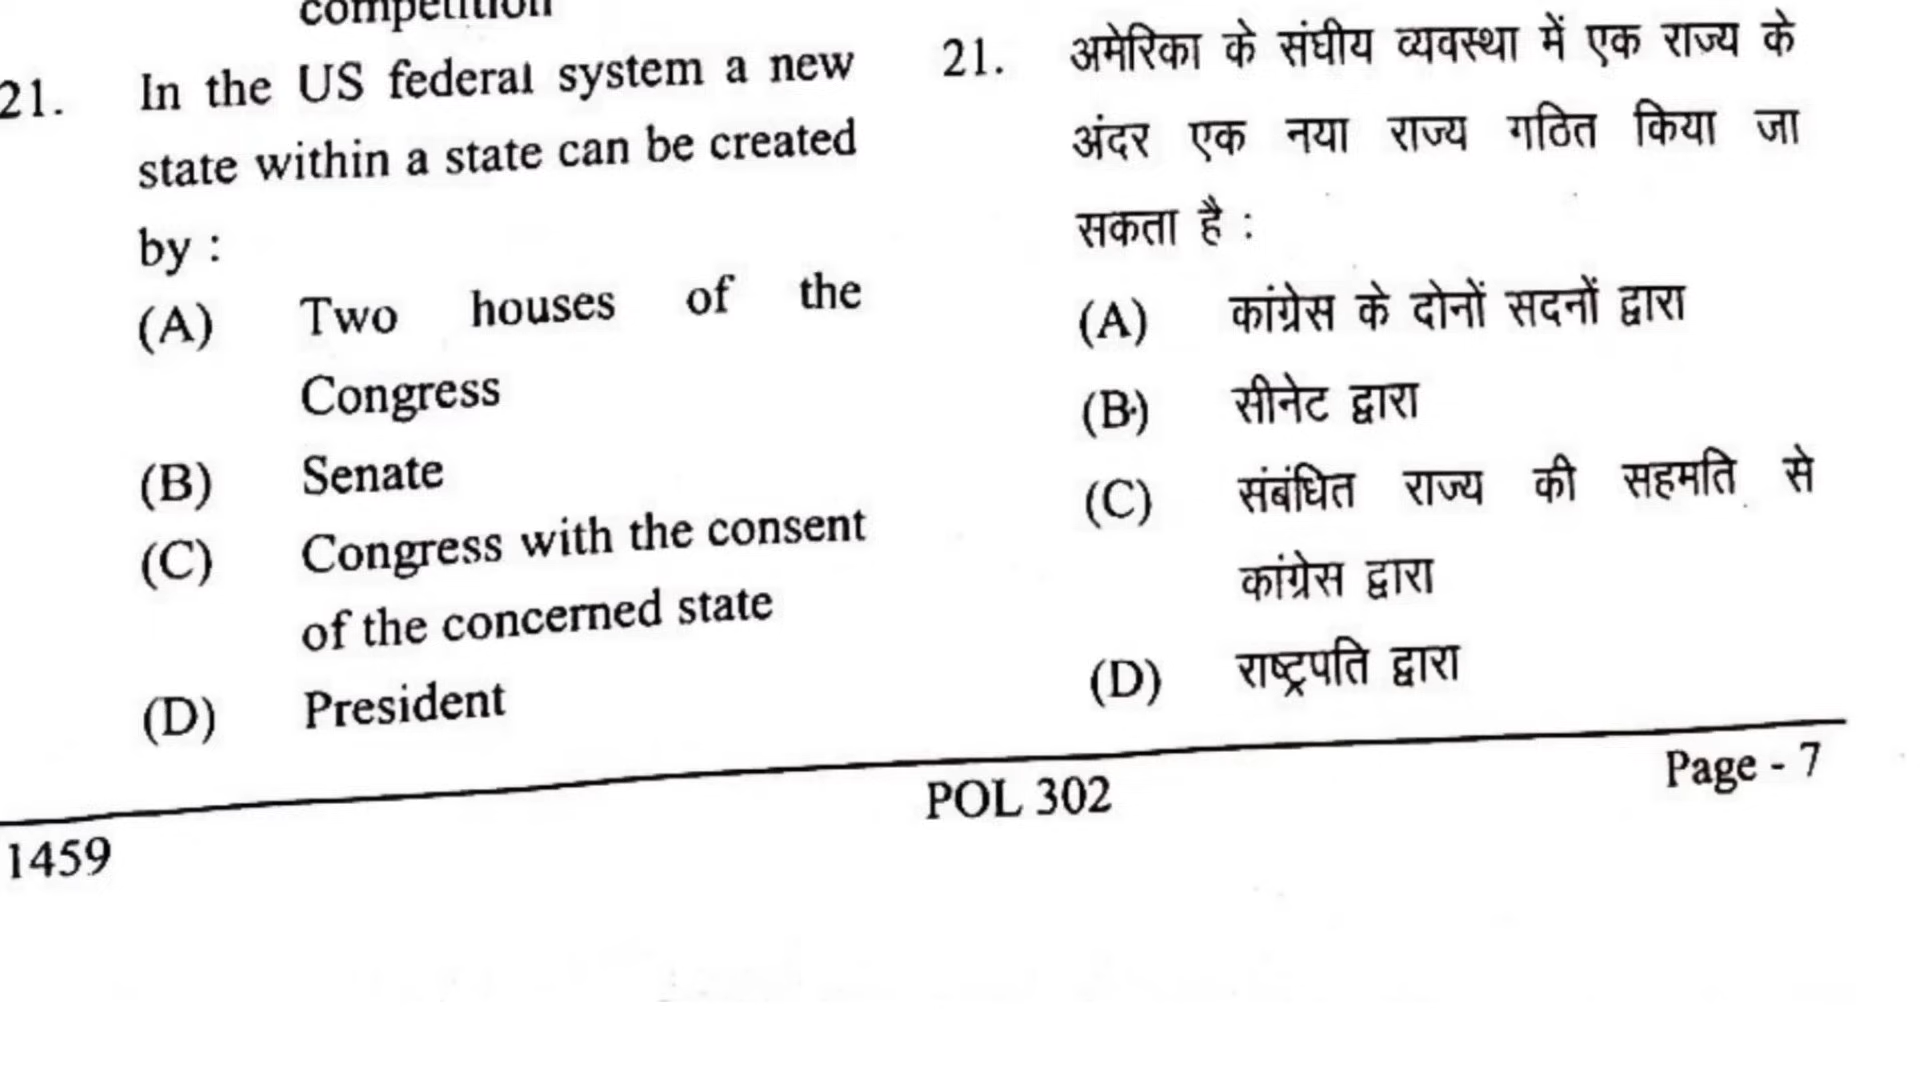 competition
21. In the US federal system a new
state within a state can be created
by :
(A) Two houses of the
Congress
(B) Senate
(C) Congress with the consent
of the concerned state
(D) President
21. अमेरिका के संघीय व्यवस्था में एक राज्य के
अंदर एक नया राज्य गठित किया जा
सकता है :
(A) कांग्रेस के दोनों सदनों द्वारा
(B) सीनेट द्वारा
(C) संबंधित राज्य की सहमति से
कांग्रेस द्वारा
(D) राष्ट्रपति द्वारा
1459
POL 302
Page - 7